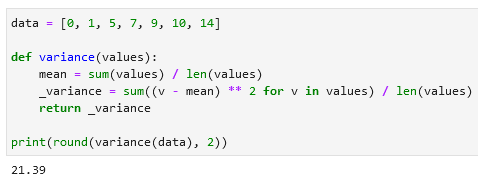 data = [0, 1, 5, 7, 9, 10, 14]
def variance(values):
    mean = sum(values) / len(values)
    _variance = sum((v - mean) ** 2 for v in values) / len(values)
    return _variance
print(round(variance(data), 2))
21.39